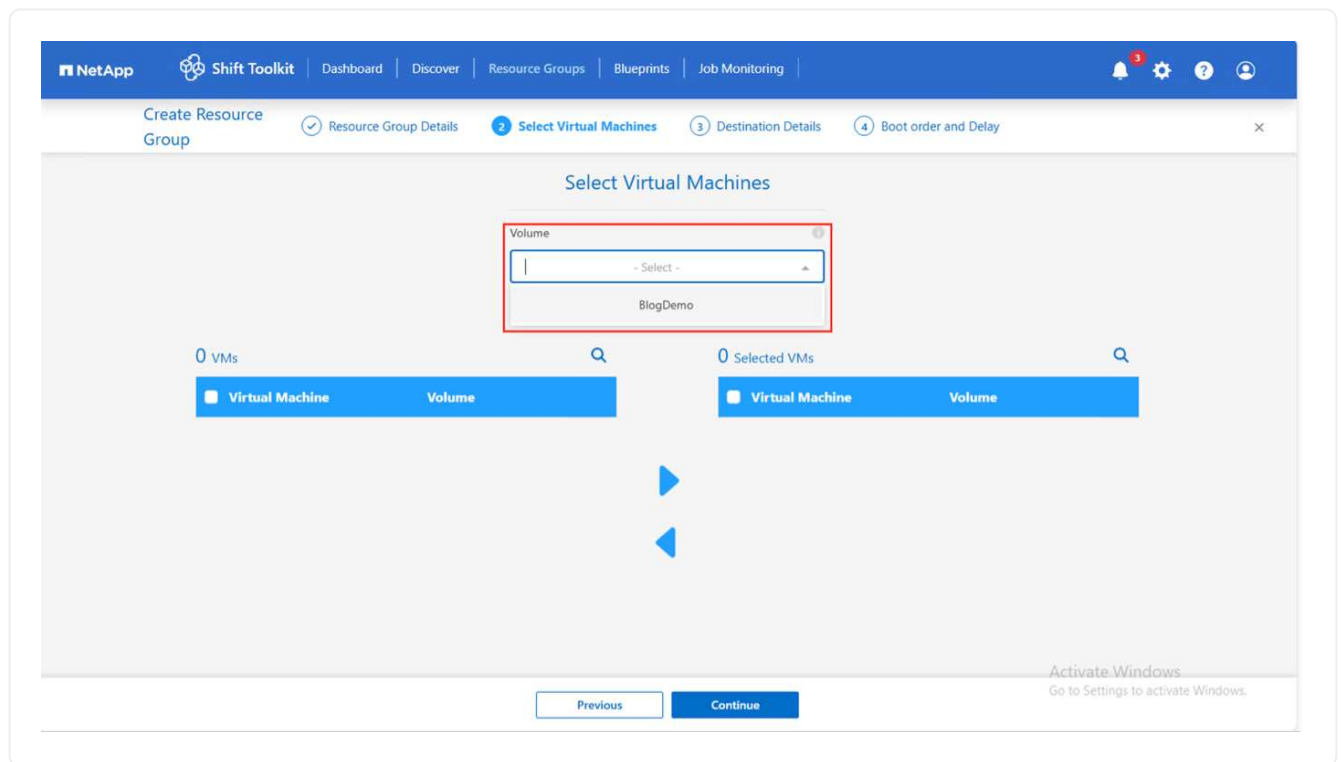 NetApp Shift Toolkit Dashboard Discover Resource Groups Blueprints Job Monitoring 3 ?
Create Resource
Group
Resource Group Details 2 Select Virtual Machines 3 Destination Details 4 Boot order and Delay
Select Virtual Machines
Volume
- Select -
BlogDemo
0 VMs 0 Selected VMs
Virtual Machine Volume Virtual Machine Volume
Activate Windows
Go to Settings to activate Windows.
Previous Continue